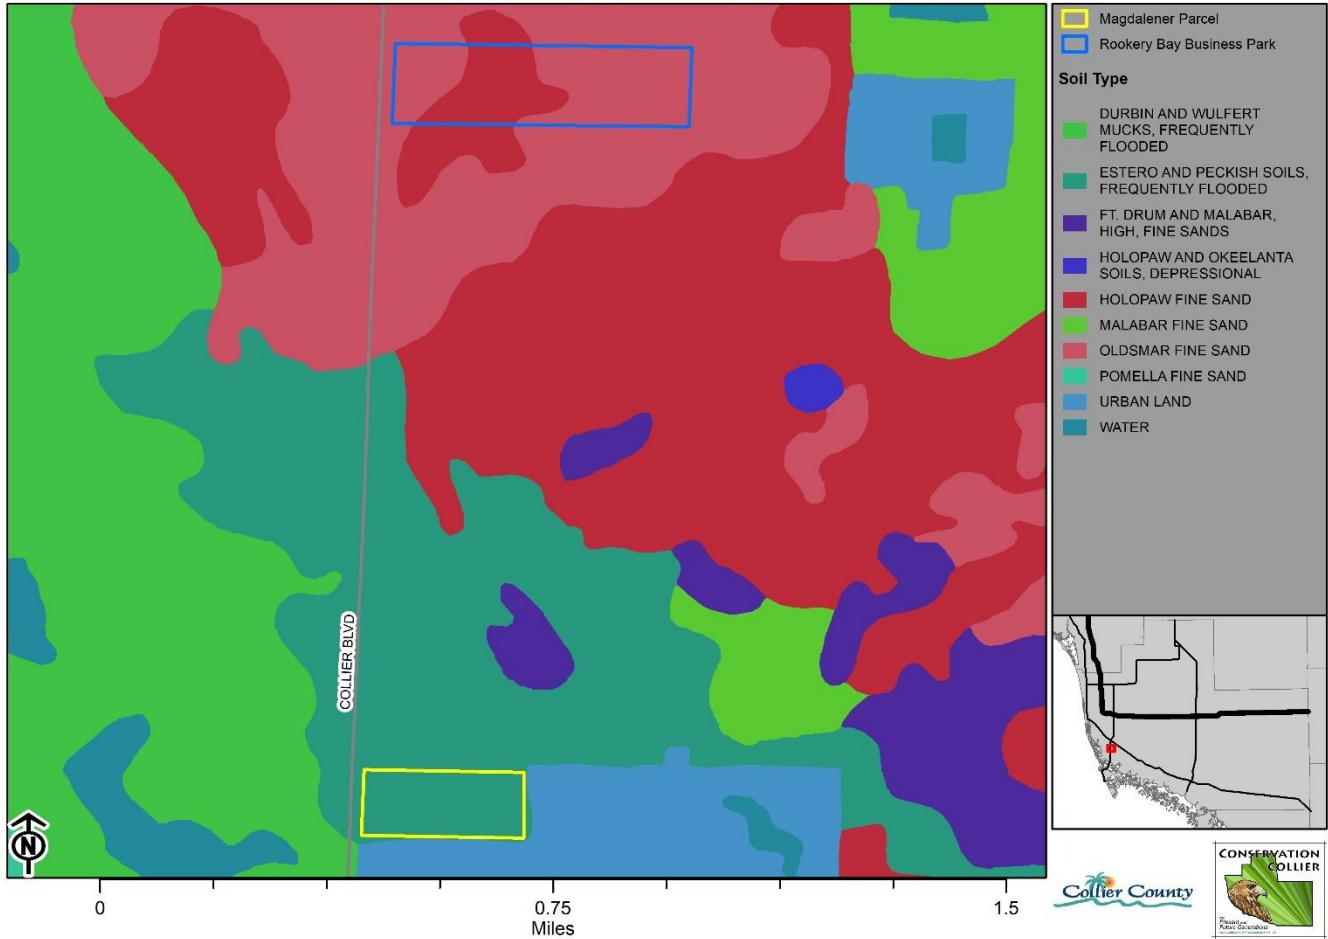 Magdalener Parcel
Rookery Bay Business Park
Soil Type
DURBIN AND WULFERT
MUCKS, FREQUENTLY
FLOODED
ESTERO AND PECKISH SOILS,
FREQUENTLY FLOODED
FT. DRUM AND MALABAR,
HIGH, FINE SANDS
HOLOPAW AND OKEELANTA
SOILS, DEPRESSIONAL
HOLOPAW FINE SAND
MALABAR FINE SAND
OLDSMAR FINE SAND
POMELLA FINE SAND
URBAN LAND
WATER
COLLIER BLVD
N
0
0.75
1.5
Miles
Collier County
CONSERVATION
COLLIER
Future Generations